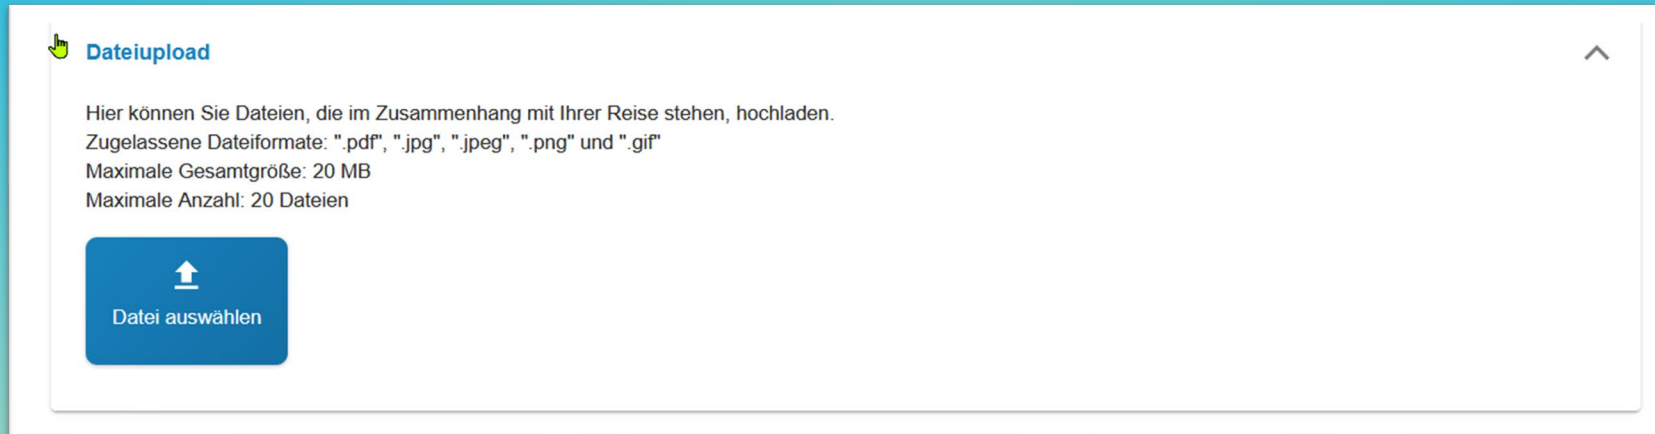 Dateiupload
Hier können Sie Dateien, die im Zusammenhang mit Ihrer Reise stehen, hochladen.
Zugelassene Dateiformate: ".pdf", ".jpg", ".jpeg", ".png" und ".gif"
Maximale Gesamtgröße: 20 MB
Maximale Anzahl: 20 Dateien
Datei auswählen